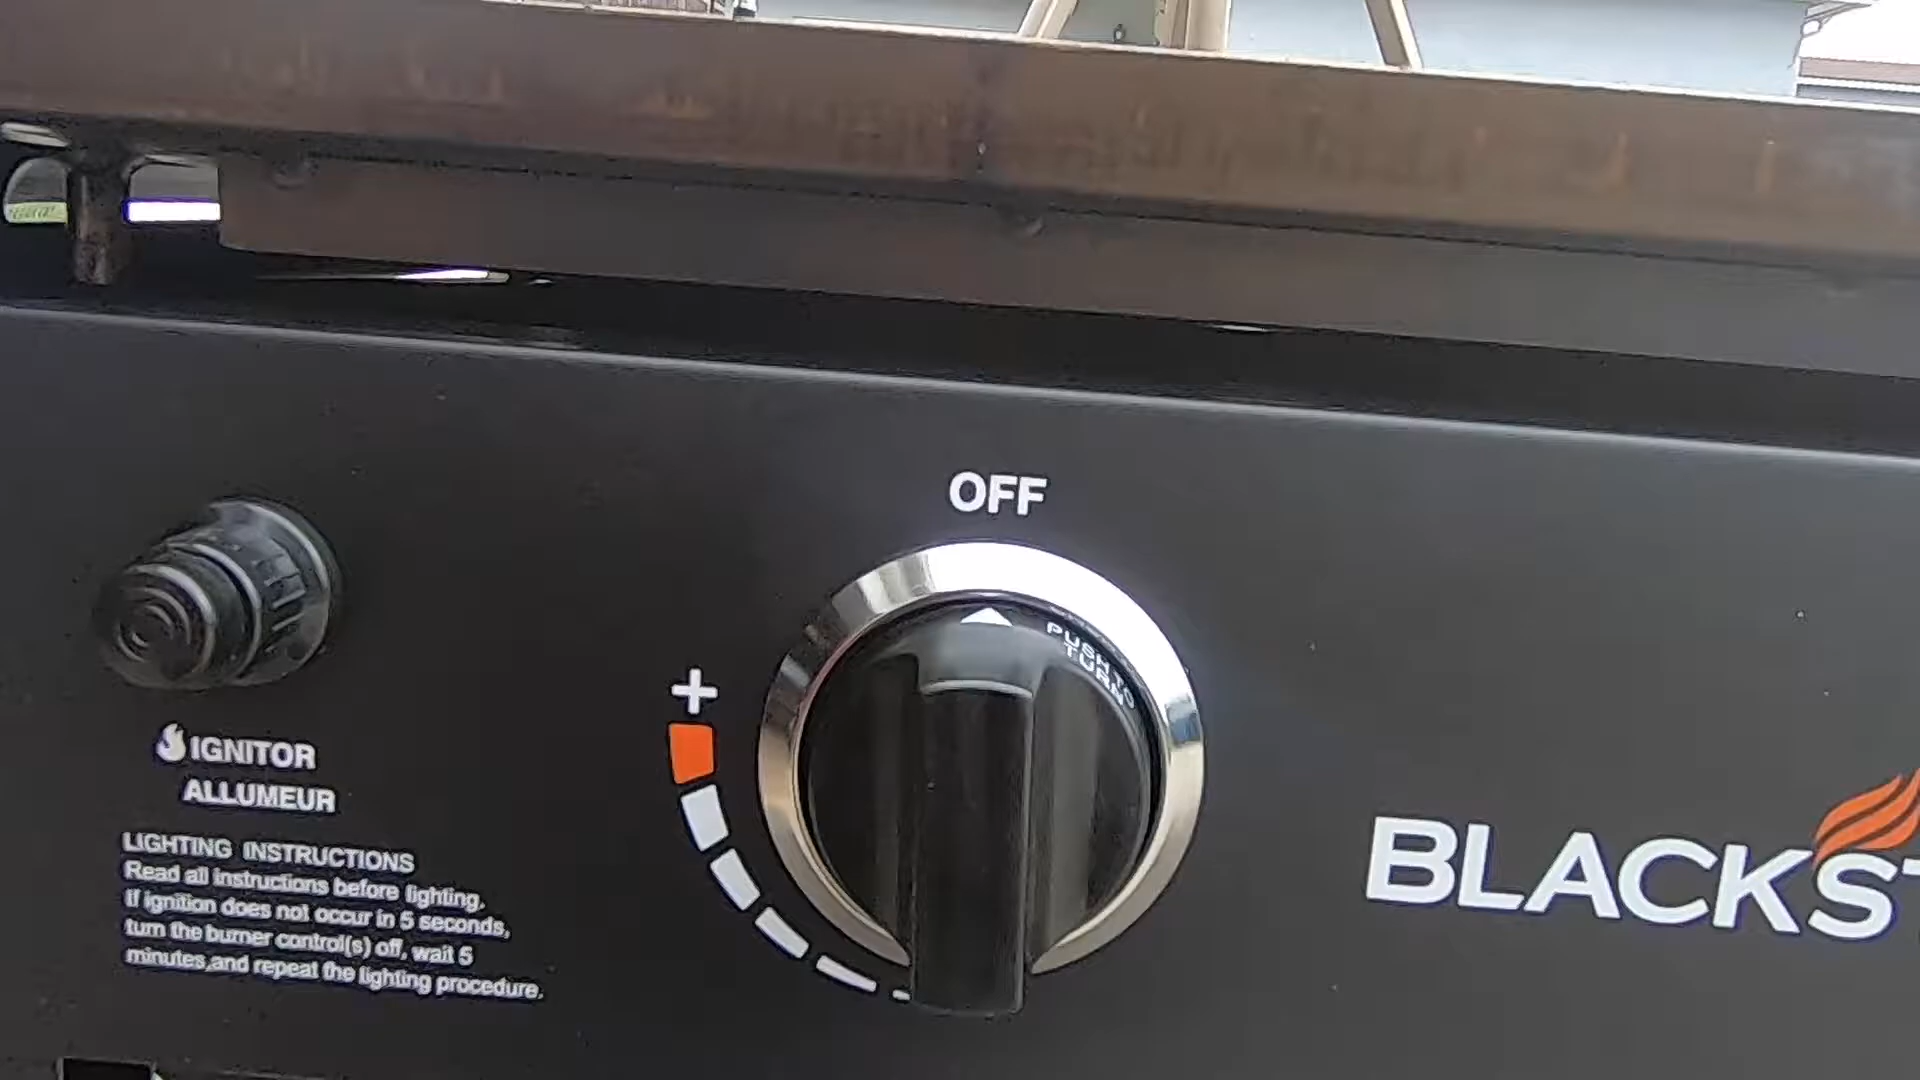 OFF
PUSH TO
TURN
+
IGNITOR
ALLUMEUR
LIGHTING INSTRUCTIONS
Read all instructions before lighting.
If ignition does not occur in 5 seconds,
turn the burner control(s) off, wait 5
minutes,and repeat the lighting procedure.
BLACKST